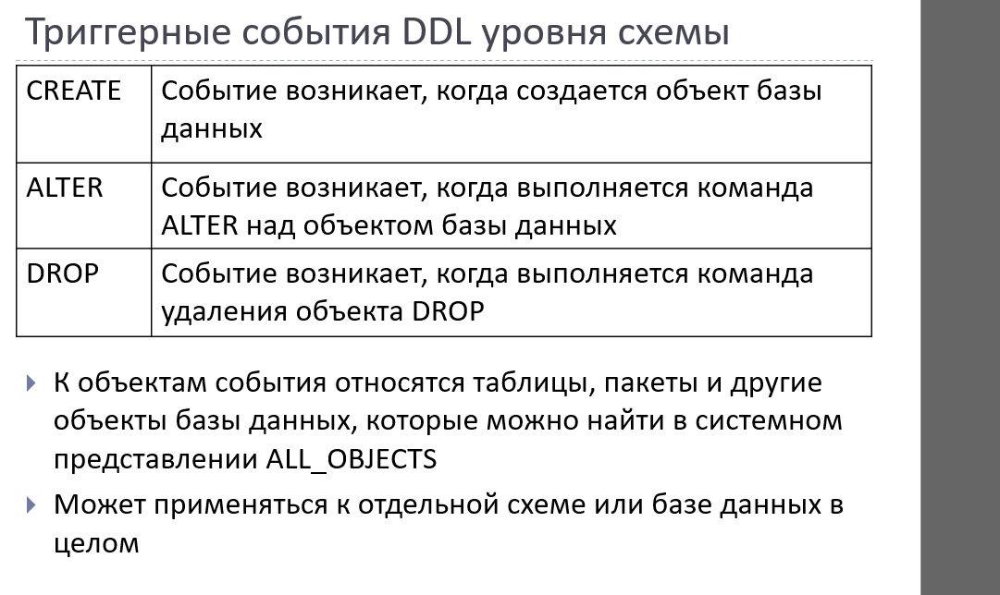 Триггерные события DDL уровня схемы
CREATE
Событие возникает, когда создается объект базы
данных
ALTER
Событие возникает, когда выполняется команда
ALTER над объектом базы данных
DROP
Событие возникает, когда выполняется команда
удаления объекта DROP
К объектам события относятся таблицы, пакеты и другие
объекты базы данных, которые можно найти в системном
представлении ALL_OBJECTS
Может применяться к отдельной схеме или базе данных в
целом